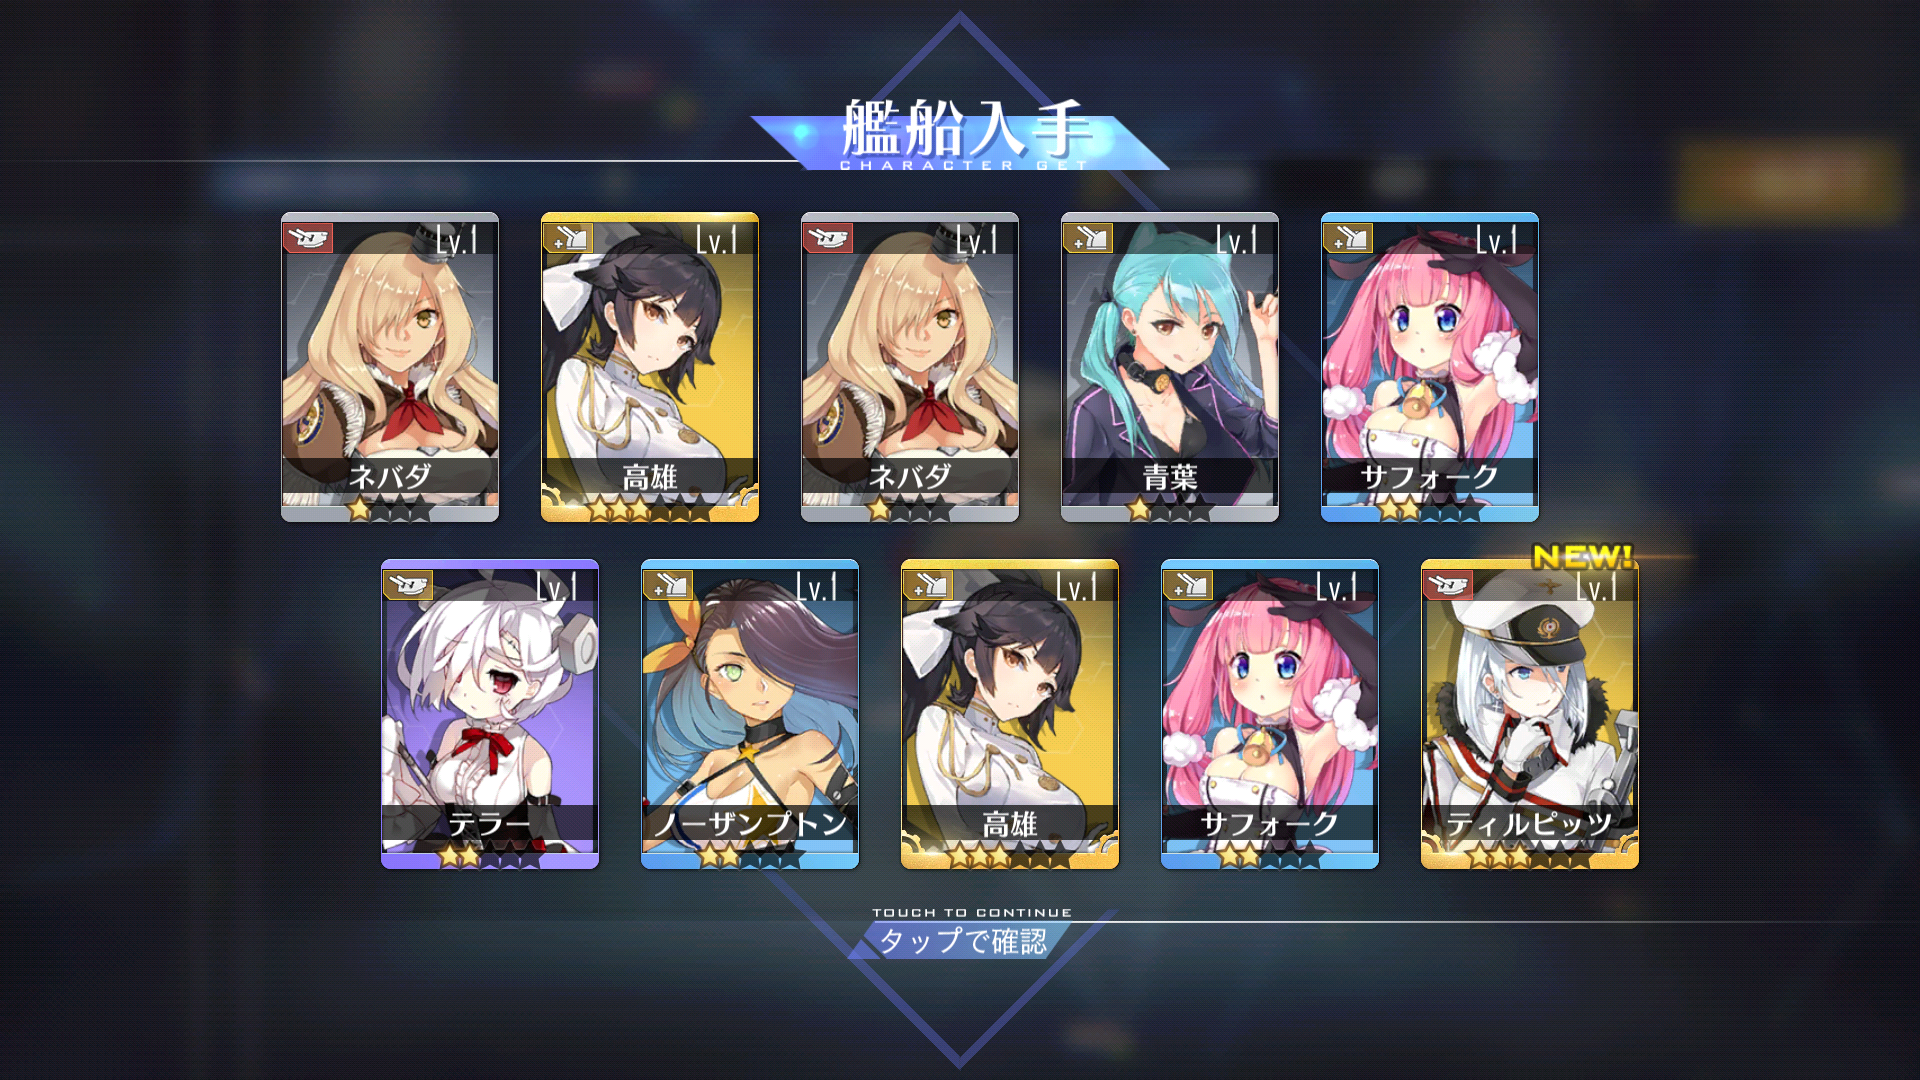 艦船入手
CHARACTER GET
Lv.1
Lv.1
Lv.1
Lv.1
Lv.1
ネバダ
高雄
ネバダ
青葉
サフォーク
NEW!
Lv.1
Lv.1
Lv.1
Lv.1
Lv.1
テラー
ノーザンプトン
高雄
サフォーク
ティルピッツ
TOUCH TO CONTINUE
タップで確認